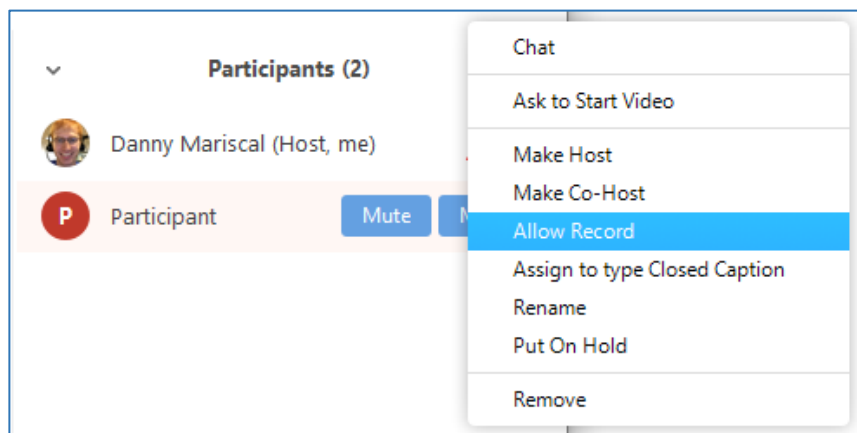 Participants (2)
Danny Mariscal (Host, me)
P Participant Mute
Chat
Ask to Start Video
Make Host
Make Co-Host
Allow Record
Assign to type Closed Caption
Rename
Put On Hold
Remove